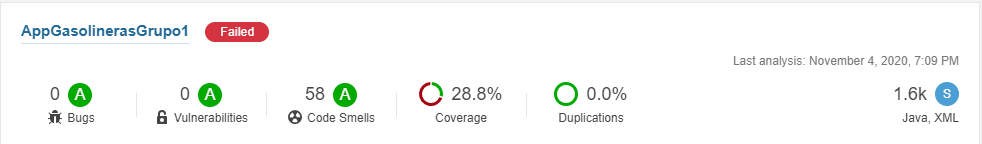 AppGasolinerasGrupo1 Failed
Last analysis: November 4, 2020, 7:09 PM
0 A 0 A 58 A 28.8% 0.0% 1.6k S
Bugs Vulnerabilities Code Smells Coverage Duplications Java, XML